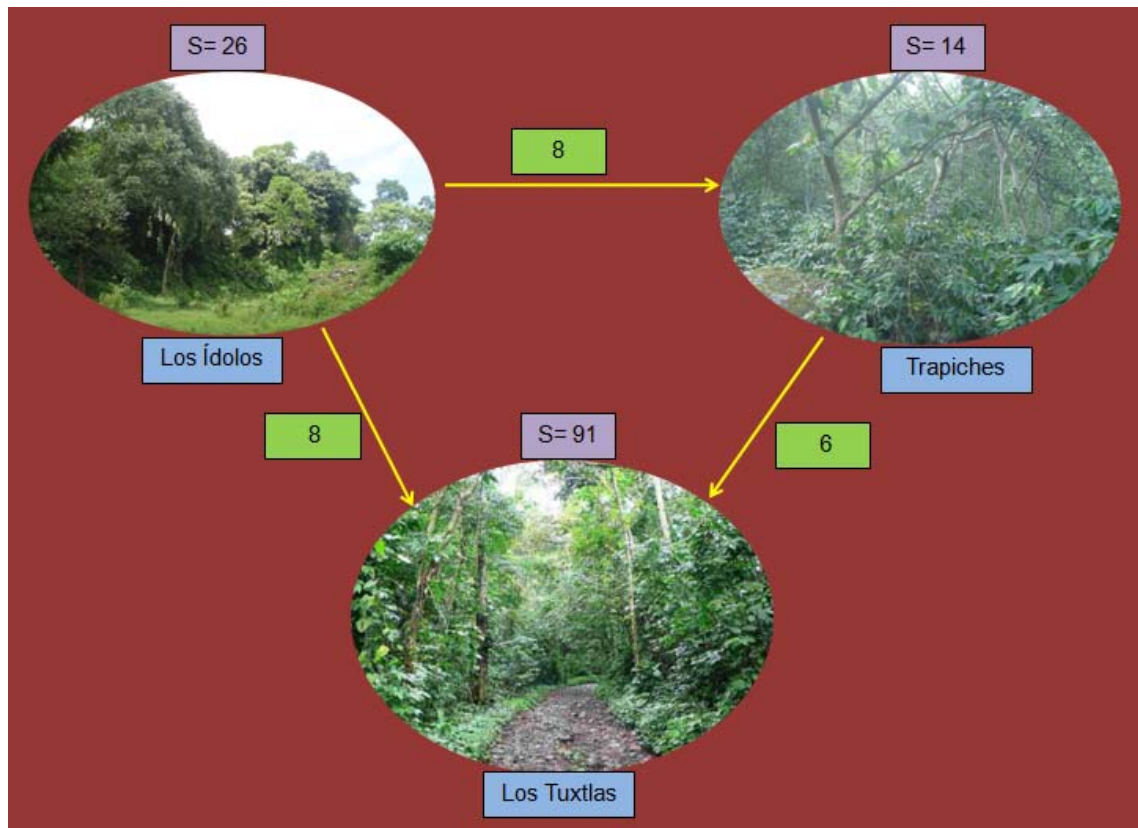 S= 26
S= 14
8
Los Ídolos
Trapiches
8
S= 91
6
Los Tuxtlas